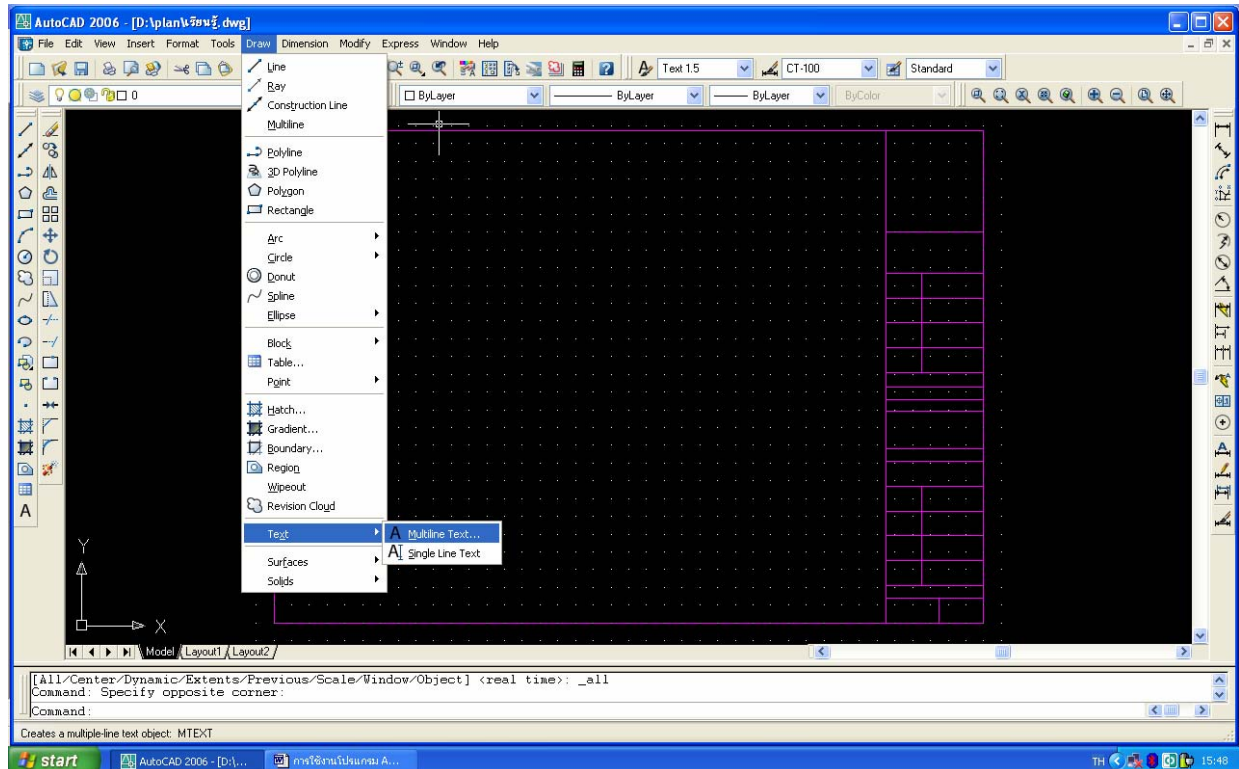 AutoCAD 2006 - [D:\plan\เรียนรู้.dwg]
File Edit View Insert Format Tools Draw Dimension Modify Express Window Help
Text 1.5 CT-100 Standard
0 ByLayer ByLayer ByLayer ByColor
Line
Ray
Construction Line
Multiline
Polyline
3D Polyline
Polygon
Rectangle
Arc
Circle
Donut
Spline
Ellipse
Block
Table...
Point
Hatch...
Gradient...
Boundary...
Region
Wipeout
Revision Cloud
Text
Surfaces
Solids
A Multiline Text...
AI Single Line Text
A
Y
X
Model Layout1 Layout2
[All/Center/Dynamic/Extents/Previous/Scale/Window/Object] <real time>: _all
Command: Specify opposite corner:
Command:
Creates a multiple-line text object: MTEXT
start AutoCAD 2006 - [D:\... การใช้งานโปรแกรม A... TH 15:48